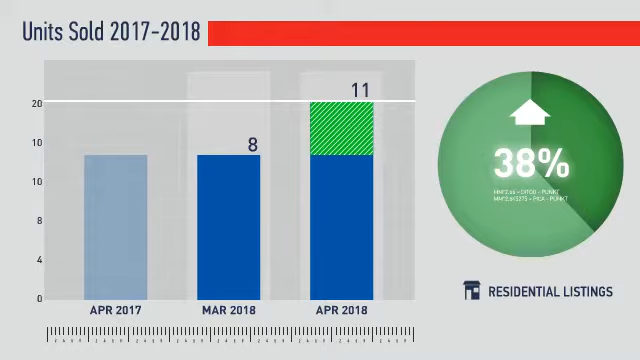 Units Sold 2017-2018
11
8
20
10
10
8
4
0
APR 2017
MAR 2018
APR 2018
38%
RESIDENTIAL LISTINGS